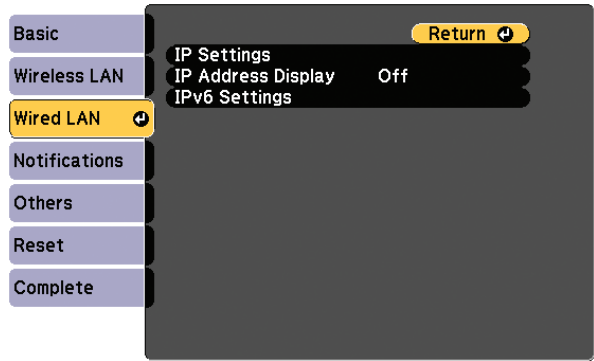 Basic
Wireless LAN
Wired LAN
Notifications
Others
Reset
Complete
Return
IP Settings
IP Address Display Off
IPv6 Settings